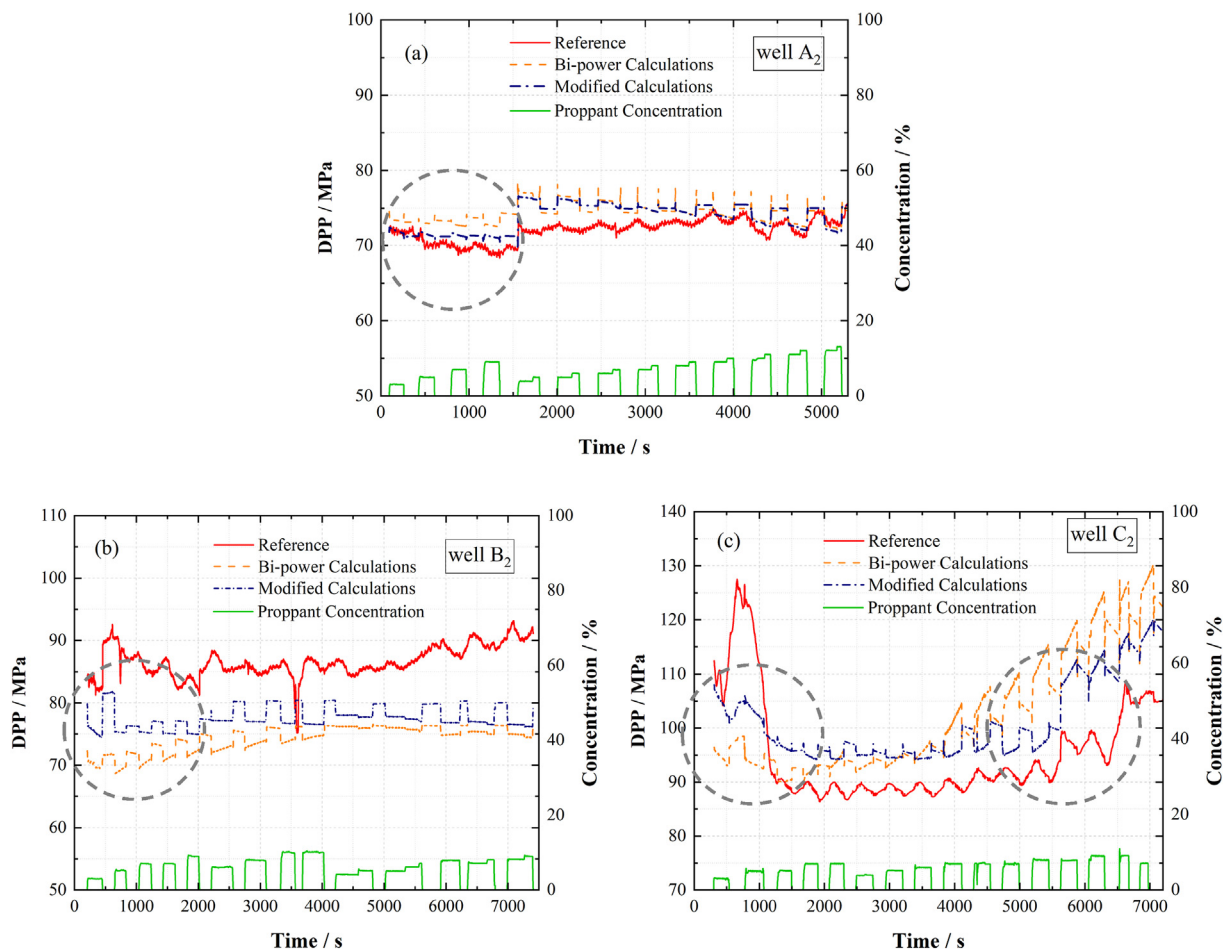 (a)
well A2
Reference
Bi-power Calculations
Modified Calculations
Proppant Concentration
100
90
80
70
60
50
DPP / MPa
100
80
60
40
20
0
Concentration / %
0
1000
2000
3000
4000
5000
Time / s
(b)
well B2
Reference
Bi-power Calculations
Modified Calculations
Proppant Concentration
110
100
90
80
70
55
50
DPP / MPa
100
80
60
40
20
0
Concentration / %
0
1000
2000
3000
4000
5000
6000
7000
Time / s
(c)
well C2
Reference
Bi-power Calculations
Modified Calculations
Proppant Concentration
140
130
120
110
100
90
75
70
DPP / MPa
100
80
60
40
20
0
Concentration / %
0
1000
2000
3000
4000
5000
6000
7000
Time / s